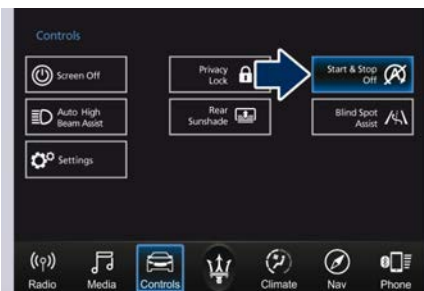 Controls
Screen Off
Privacy
Lock
Start & Stop
Off
Auto High
Beam Assist
Rear
Sunshade
Blind Spot
Assist
Settings
Radio
Media
Controls
Climate
Nav
Phone